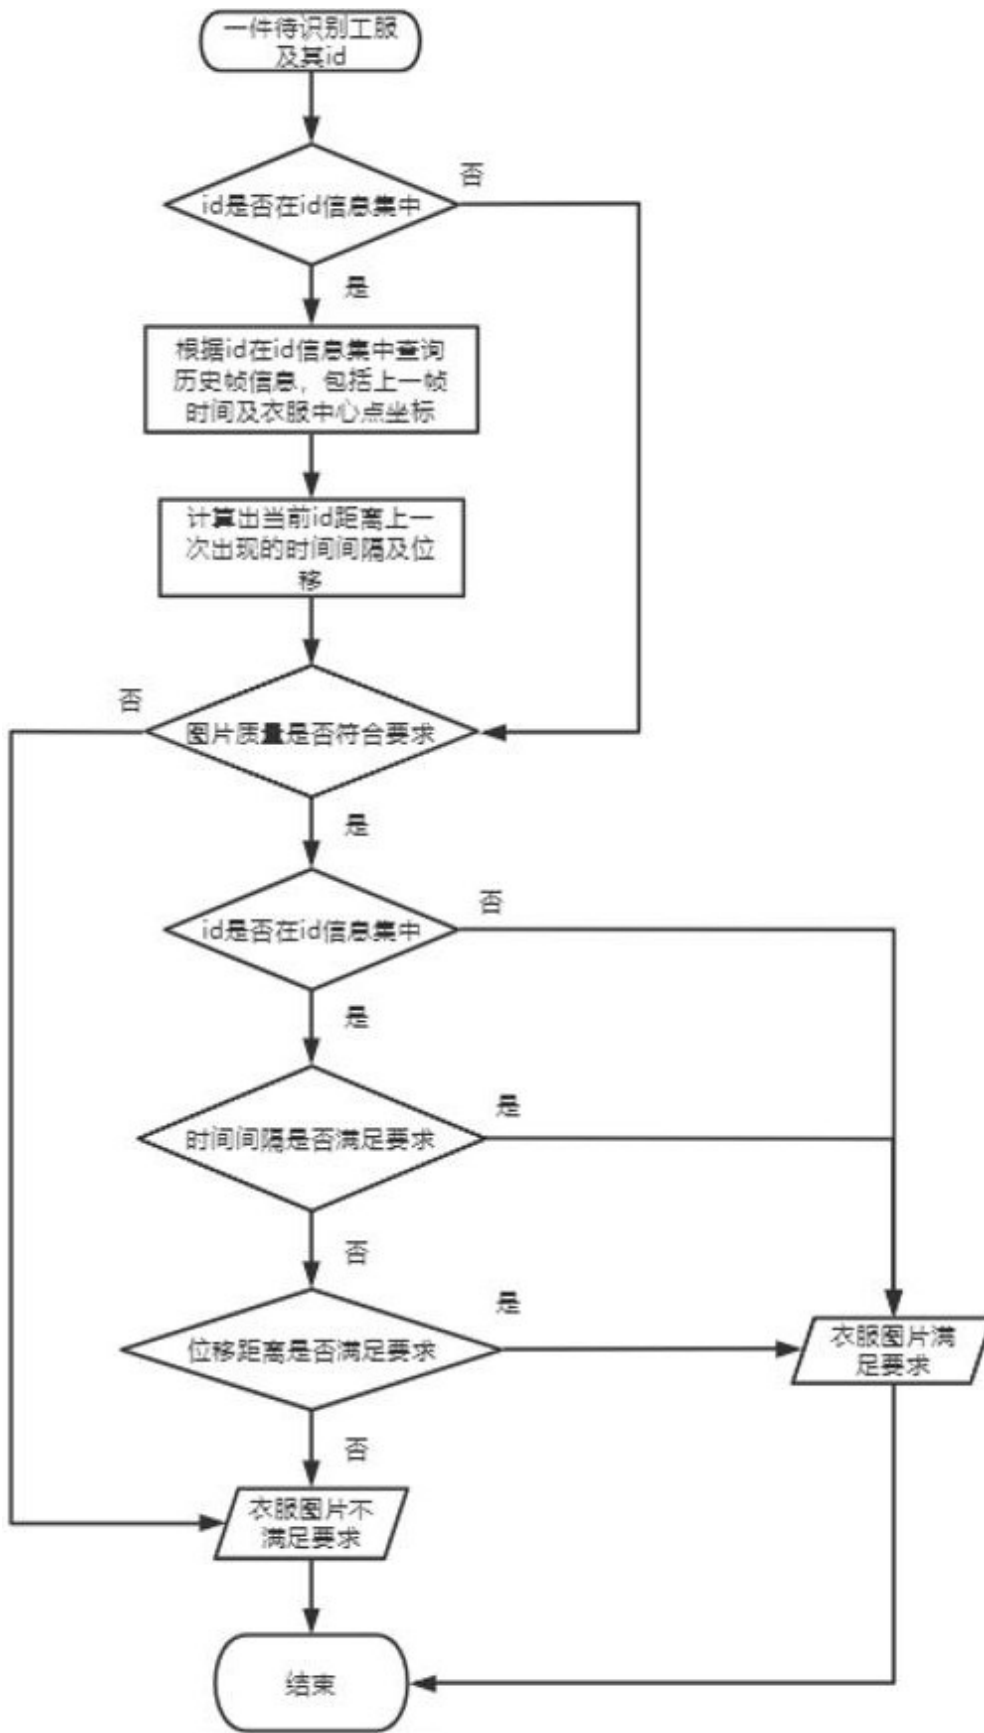 一件待识别工服
及其id
否
id是否在id信息集中
是
根据id在id信息集中查询
历史帧信息，包括上一帧
时间及衣服中心点坐标
计算出当前id距离上一
次出现的时间间隔及位
移
否
图片质量是否符合要求
是
否
id是否在id信息集中
是
是
时间间隔是否满足要求
否
是
位移距离是否满足要求
衣服图片满
足要求
否
衣服图片不
满足要求
结束